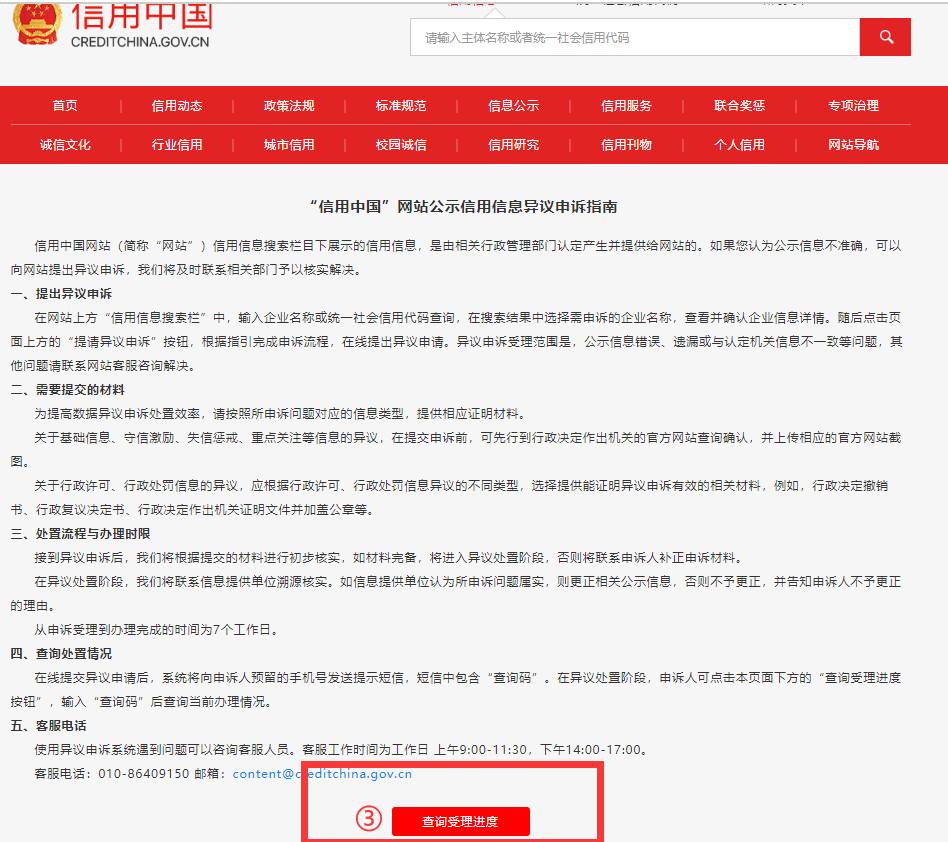 信用中国
CREDITCHINA.GOV.CN
请输入主体名称或者统一社会信用代码
首页 | 信用动态 | 政策法规 | 标准规范 | 信息公示 | 信用服务 | 联合奖惩 | 专项治理
诚信文化 | 行业信用 | 城市信用 | 校园诚信 | 信用研究 | 信用刊物 | 个人信用 | 网站导航
“信用中国”网站公示信用信息异议申诉指南
信用中国网站（简称“网站”）信用信息搜索栏目下展示的信用信息，是由相关行政管理部门认定产生并提供给网站的。如果您认为公示信息不准确，可以
向网站提出异议申诉，我们将及时联系相关部门予以核实解决。
一、提出异议申诉
在网站上方“信用信息搜索栏”中，输入企业名称或统一社会信用代码查询，在搜索结果中选择需申诉的企业名称，查看并确认企业信息详情。随后点击页
面上方的“提请异议申诉”按钮，根据指引完成申诉流程，在线提出异议申请。异议申诉受理范围是，公示信息错误、遗漏或与认定机关信息不一致等问题，其
他问题请联系网站客服咨询解决。
二、需要提交的材料
为提高数据异议申诉处置效率，请按照所申诉问题对应的信息类型，提供相应证明材料。
关于基础信息、守信激励、失信惩戒、重点关注等信息的异议，在提交申诉前，可先行到行政决定作出机关的官方网站查询确认，并上传相应的官方网站截
图。
关于行政许可、行政处罚信息的异议，应根据行政许可、行政处罚信息异议的不同类型，选择提供能证明异议申诉有效的相关材料，例如，行政决定撤销
书、行政复议决定书、行政决定作出机关证明文件并加盖公章等。
三、处置流程与办理时限
接到异议申诉后，我们将根据提交的材料进行初步核实，如材料完备，将进入异议处置阶段，否则将联系申诉人补正申诉材料。
在异议处置阶段，我们将联系信息提供单位溯源核实。如信息提供单位认为所申诉问题属实，则更正相关公示信息，否则不予更正，并告知申诉人不予更正
的理由。
从申诉受理到办理完成的时间为7个工作日。
四、查询处置情况
在线提交异议申请后，系统将向申诉人预留的手机号发送提示短信，短信中包含“查询码”。在异议处置阶段，申诉人可点击本页面下方的“查询受理进度
按钮”，输入“查询码”后查询当前办理情况。
五、客服电话
使用异议申诉系统遇到问题可以咨询客服人员。客服工作时间为工作日 上午9:00-11:30，下午14:00-17:00。
客服电话：010-86409150 邮箱：content@creditchina.gov.cn
③ 查询受理进度